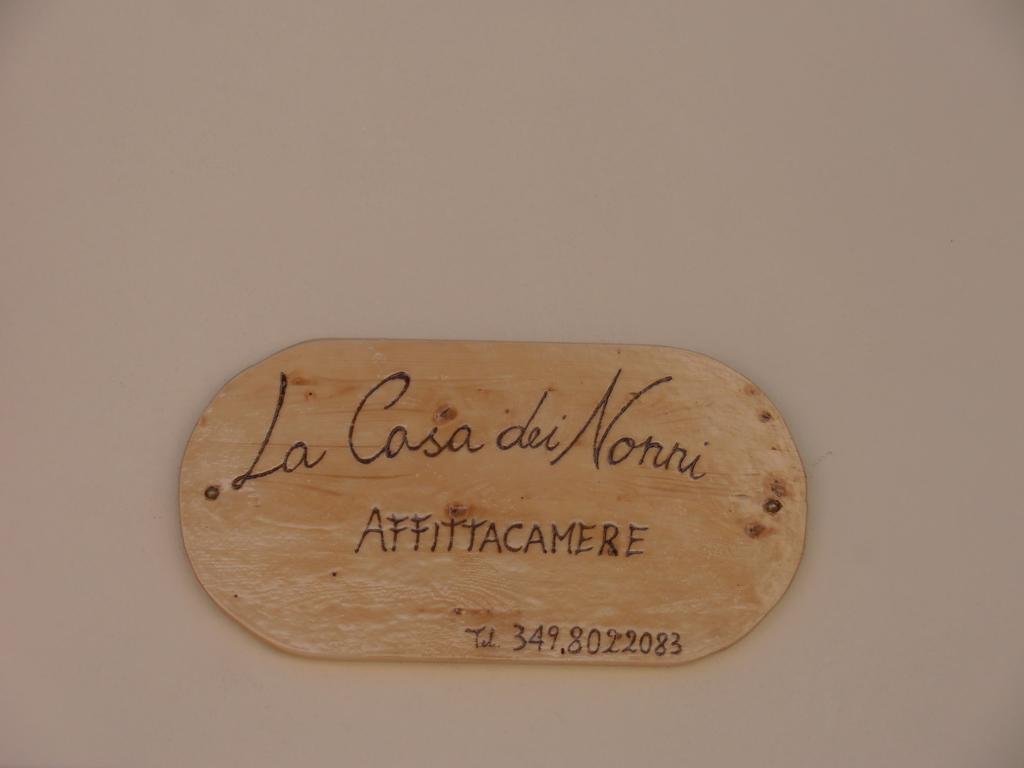 La Casa dei Nonni
AFFITTACAMERE
Tel. 349.8022083